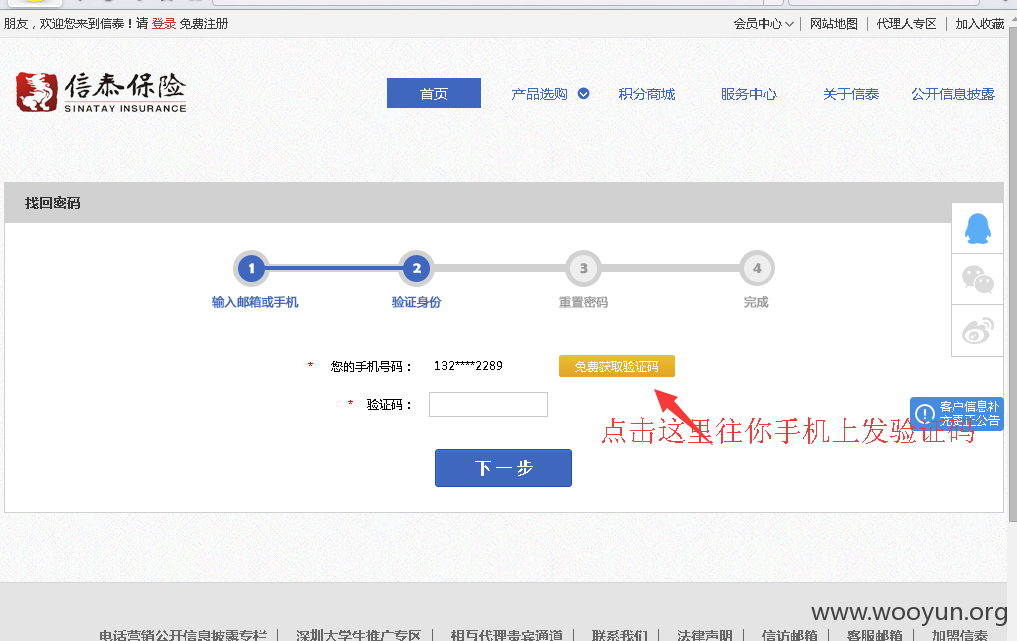 朋友，欢迎您来到信泰！请 登录 免费注册
会员中心 网站地图 代理人专区 加入收藏
信泰保险
SINATAY INSURANCE
首页 产品选购 积分商城 服务中心 关于信泰 公开信息披露
找回密码
1 2 3 4
输入邮箱或手机 验证身份 重置密码 完成
* 您的手机号码： 132****2289 免费获取验证码
* 验证码：
客户信息补
充更正公告
点击这里往你手机上发验证码
下一步
www.wooyun.org
电话营销公开信息披露专栏 深圳大学生推广专区 相互代理贵宾通道 联系我们 法律声明 信访邮箱 客服邮箱 加盟信泰